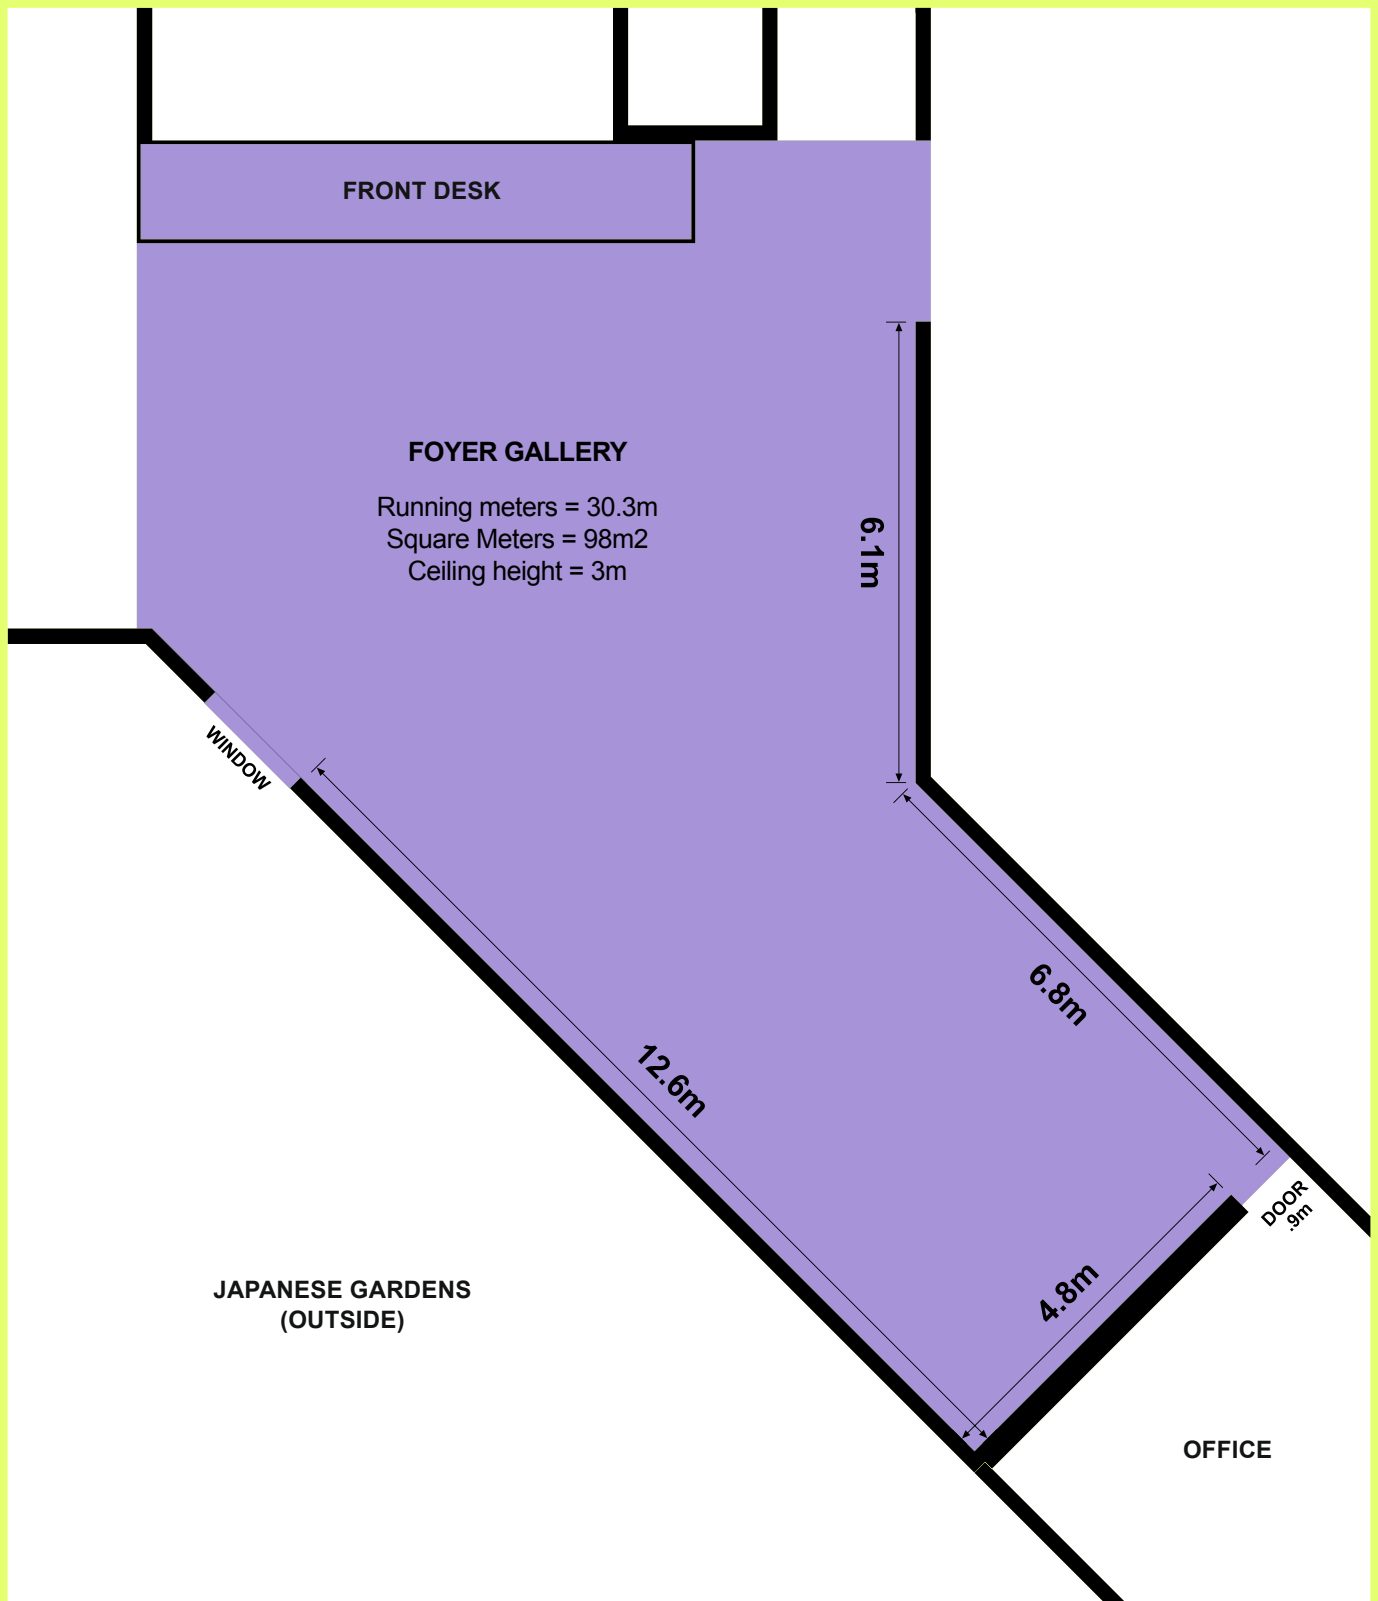 FRONT DESK
FOYER GALLERY
Running meters = 30.3m
Square Meters = 98m2
Ceiling height = 3m
6.1m
WINDOW
6.8m
12.6m
DOOR
.9m
4.8m
JAPANESE GARDENS
(OUTSIDE)
OFFICE